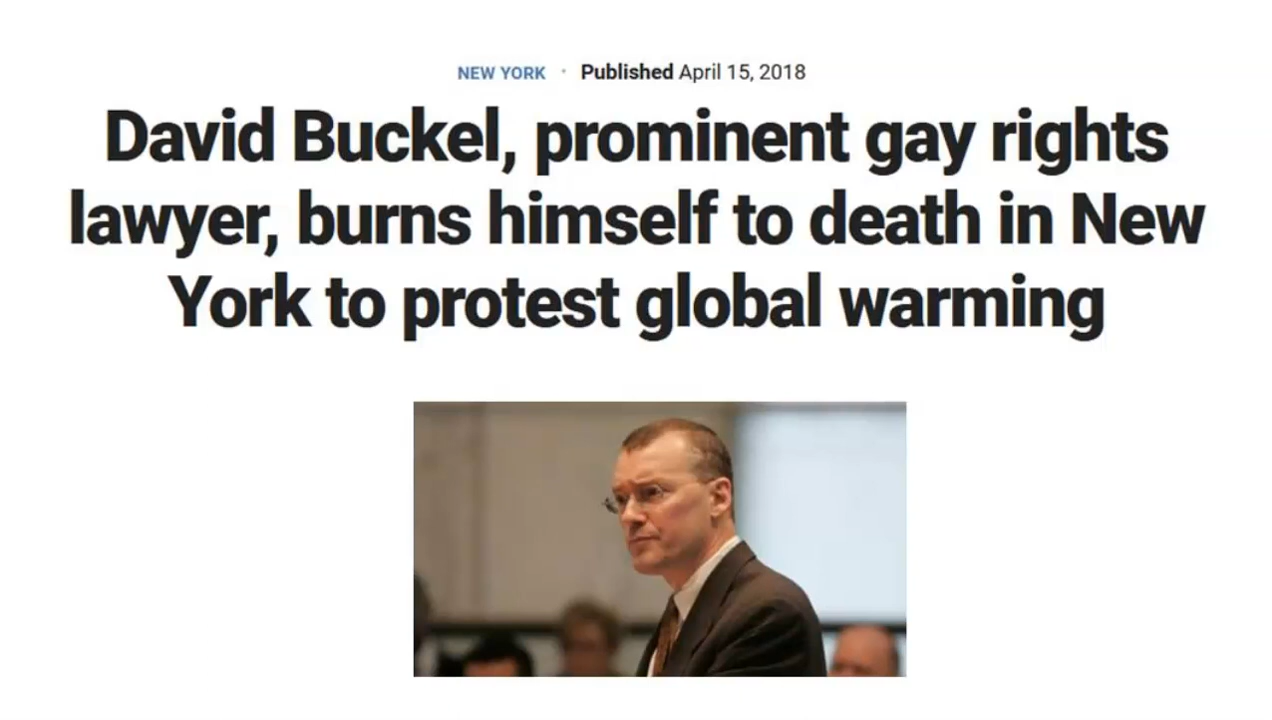 NEW YORK • Published April 15, 2018
David Buckel, prominent gay rights
lawyer, burns himself to death in New
York to protest global warming